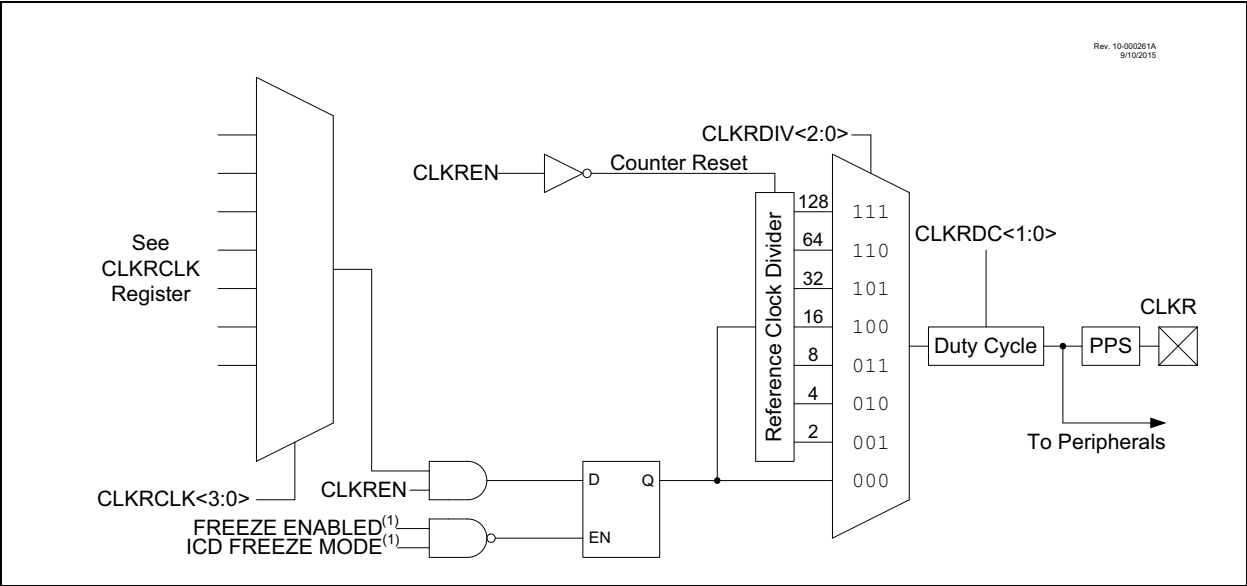 Rev. 10-000261A
9/10/2015
CLKRDIV<2:0>
CLKREN
Counter Reset
See
CLKRCLK
Register
Reference Clock Divider
128
64
32
16
8
4
2
111
110
101
100
011
010
001
000
CLKRDC<1:0>
Duty Cycle
PPS
CLKR
To Peripherals
CLKRCLK<3:0>
CLKREN
FREEZE ENABLED(1)
ICD FREEZE MODE(1)
D
Q
EN